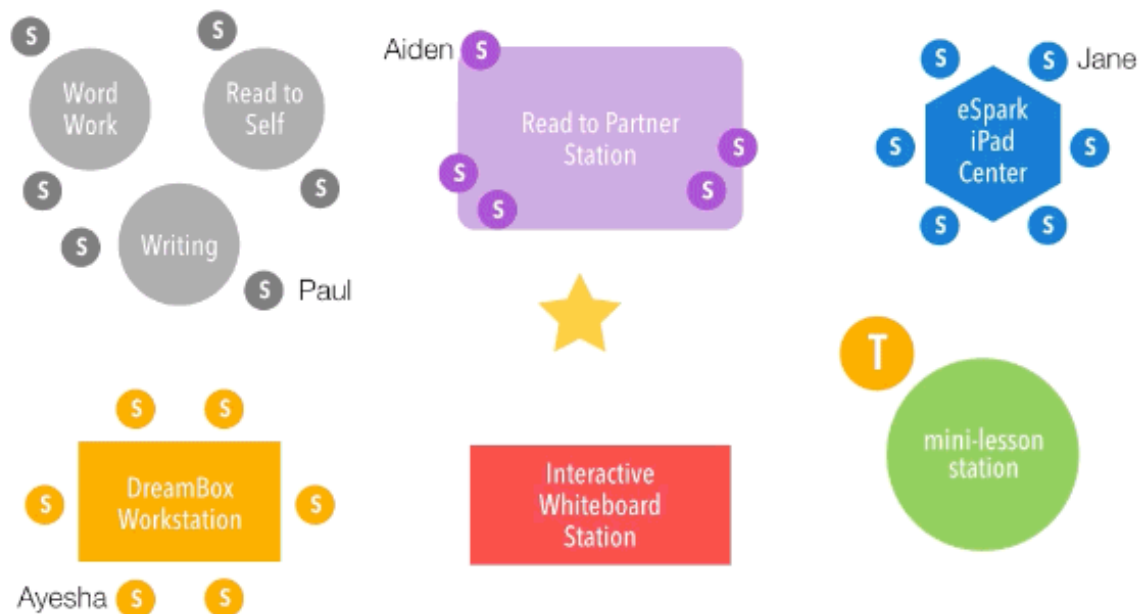 S
S
Aiden S
S
S Jane
Word
Work
Read to
Self
Read to Partner
Station
eSpark
iPad
Center
S
S
S
S
S
S
S
S
S
S
S
Writing
S Paul
T
S
S
mini-lesson
station
DreamBox
Workstation
S
S
Interactive
Whiteboard
Station
Ayesha S
S